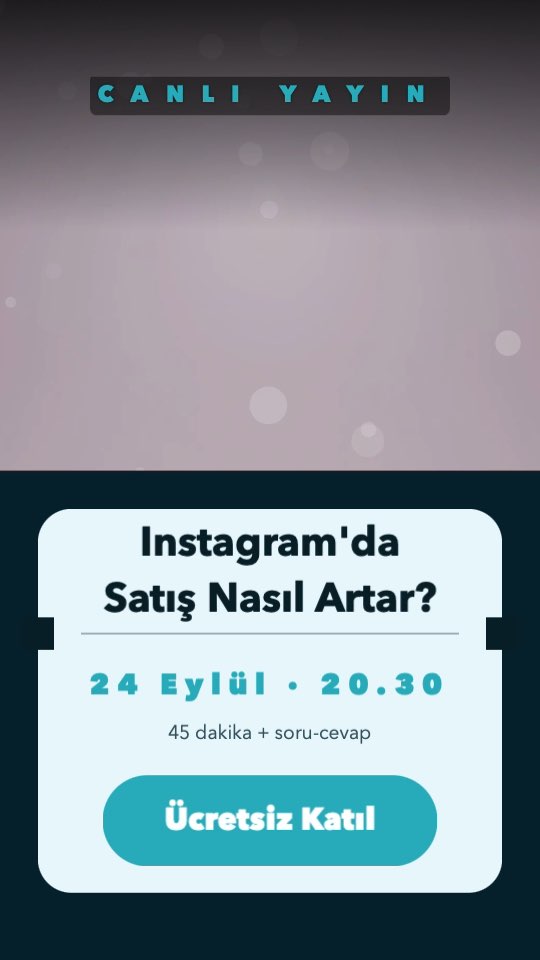 CANLI YAYIN
Instagram'da
Satış Nasıl Artar?
24 Eylül • 20.30
45 dakika + soru-cevap
Ücretsiz Katıl